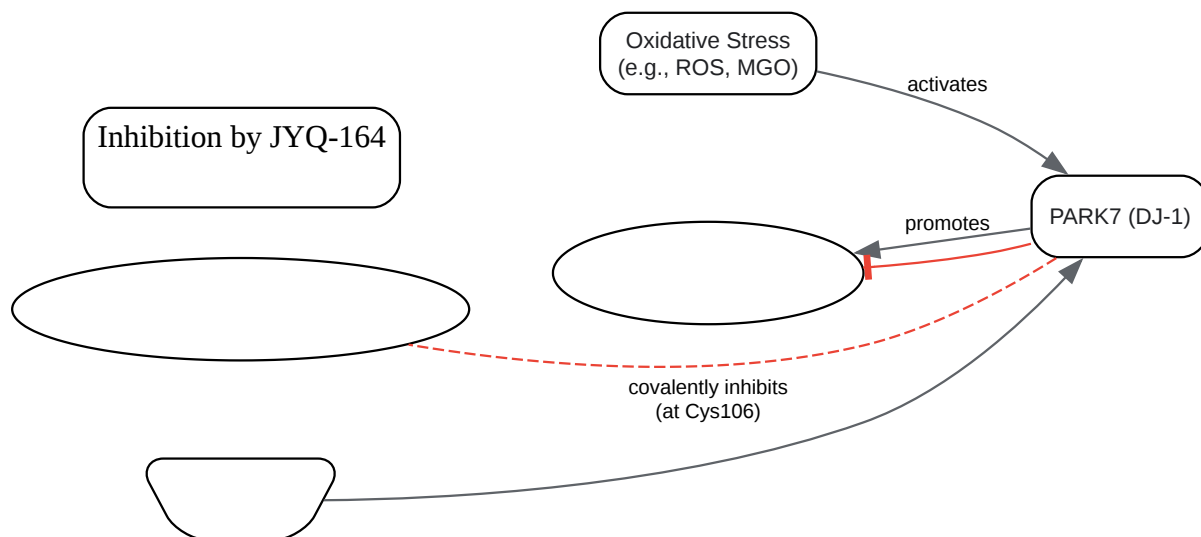 Oxidative Stress
(e.g., ROS, MGO)
activates
Inhibition by JYQ-164
PARK7 (DJ-1)
promotes
covalently inhibits
(at Cys106)